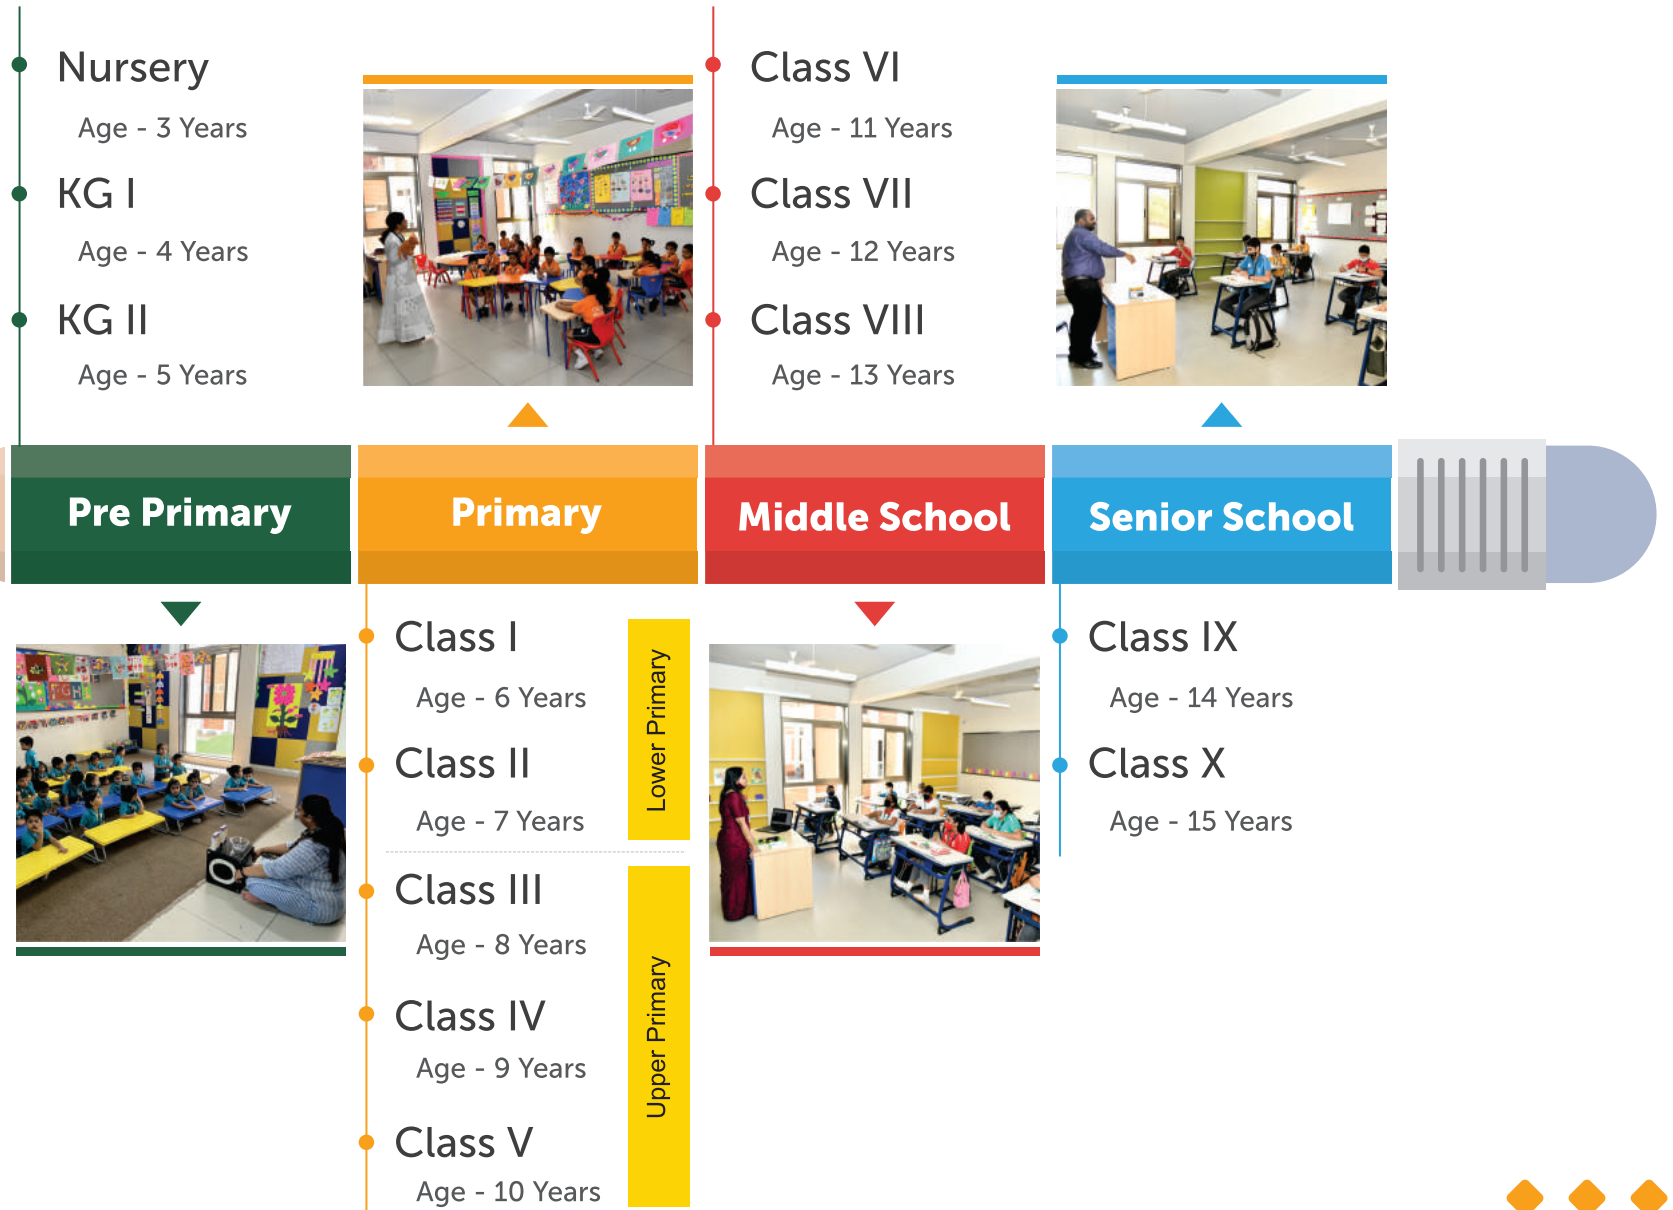 Nursery
Age - 3 Years
KG I
Age - 4 Years
KG II
Age - 5 Years
Class VI
Age - 11 Years
Class VII
Age - 12 Years
Class VIII
Age - 13 Years
Pre Primary
Primary
Middle School
Senior School
Class I
Age - 6 Years
Class II
Age - 7 Years
Lower Primary
Class III
Age - 8 Years
Class IV
Age - 9 Years
Class V
Age - 10 Years
Upper Primary
Class IX
Age - 14 Years
Class X
Age - 15 Years